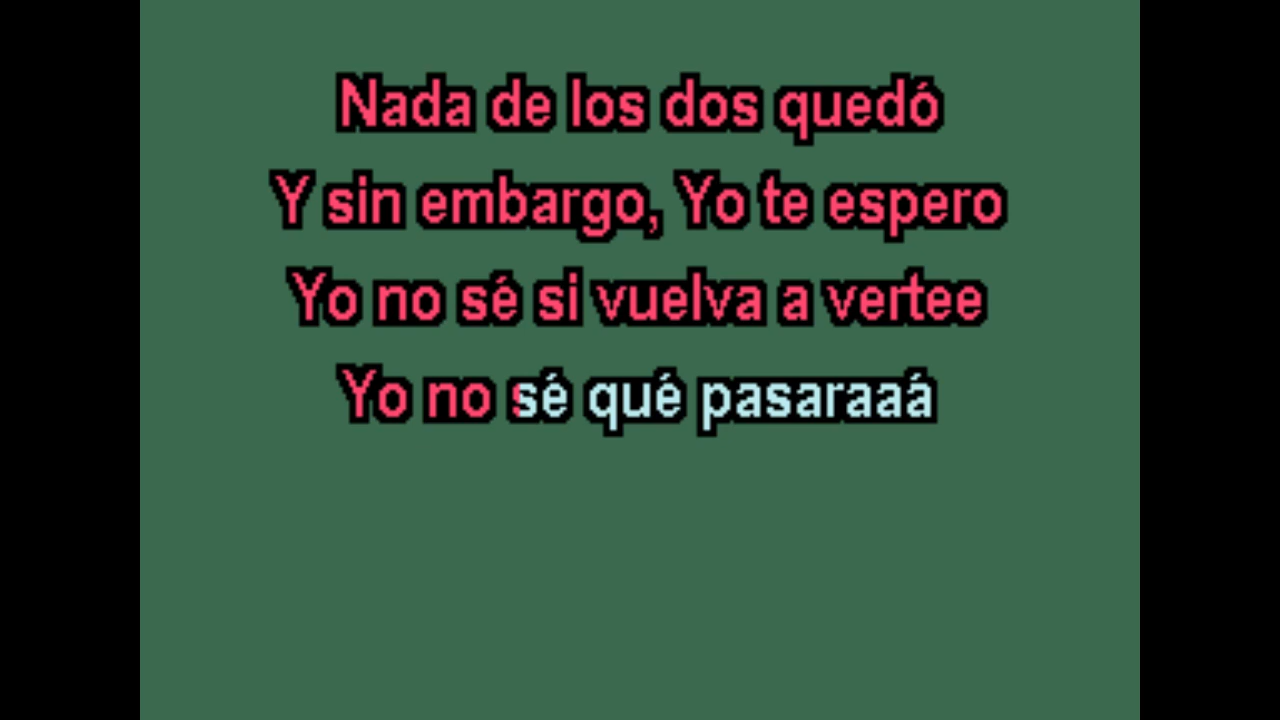 Nada de los dos quedó
Y sin embargo, Yo te espero
Yo no sé si vuelva a vertee
Yo no sé qué pasaraaá